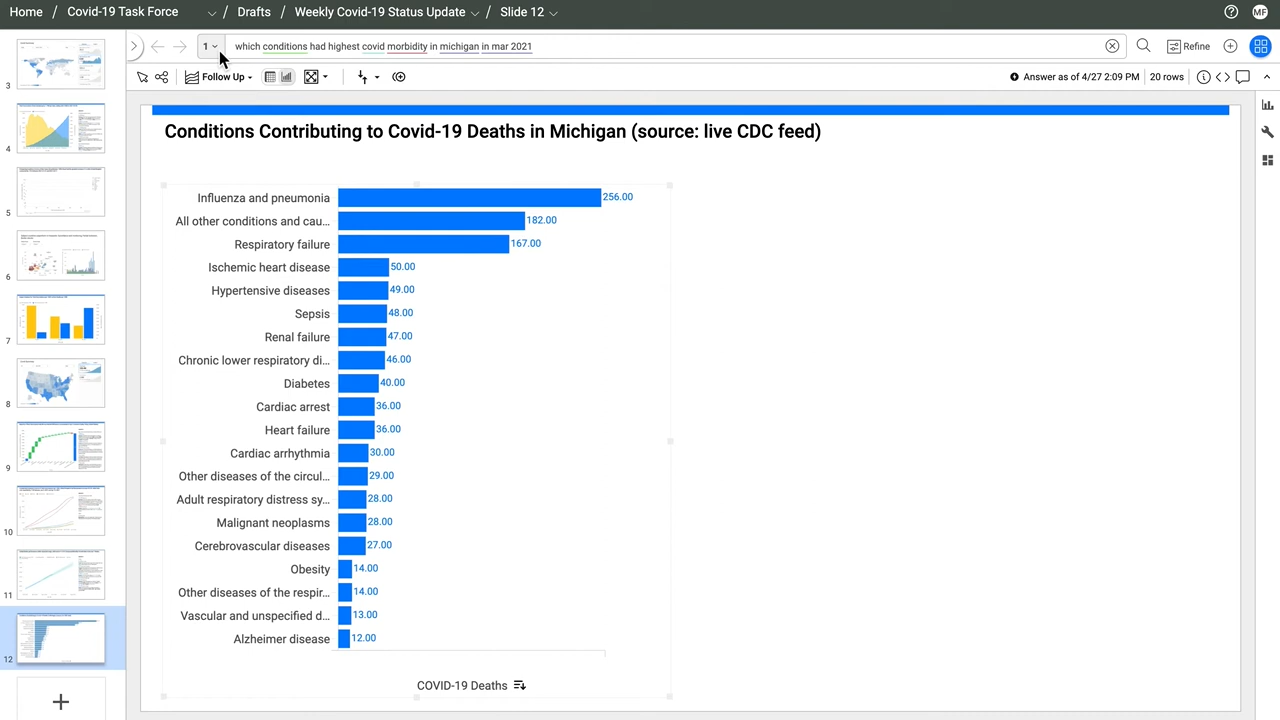 Home / Covid-19 Task Force / Drafts / Weekly Covid-19 Status Update / Slide 12
MF
1 which conditions had highest covid morbidity in michigan in mar 2021
Refine
Follow Up
Answer as of 4/27 2:09 PM 20 rows
Conditions Contributing to Covid-19 Deaths in Michigan (source: live CDC feed)
Influenza and pneumonia 256.00
All other conditions and cau... 182.00
Respiratory failure 167.00
Ischemic heart disease 50.00
Hypertensive diseases 49.00
Sepsis 48.00
Renal failure 47.00
Chronic lower respiratory di... 46.00
Diabetes 40.00
Cardiac arrest 36.00
Heart failure 36.00
Cardiac arrhythmia 30.00
Other diseases of the circul... 29.00
Adult respiratory distress sy... 28.00
Malignant neoplasms 28.00
Cerebrovascular diseases 27.00
Obesity 14.00
Other diseases of the respir... 14.00
Vascular and unspecified d... 13.00
Alzheimer disease 12.00
COVID-19 Deaths
3
4
5
6
7
8
9
10
11
12